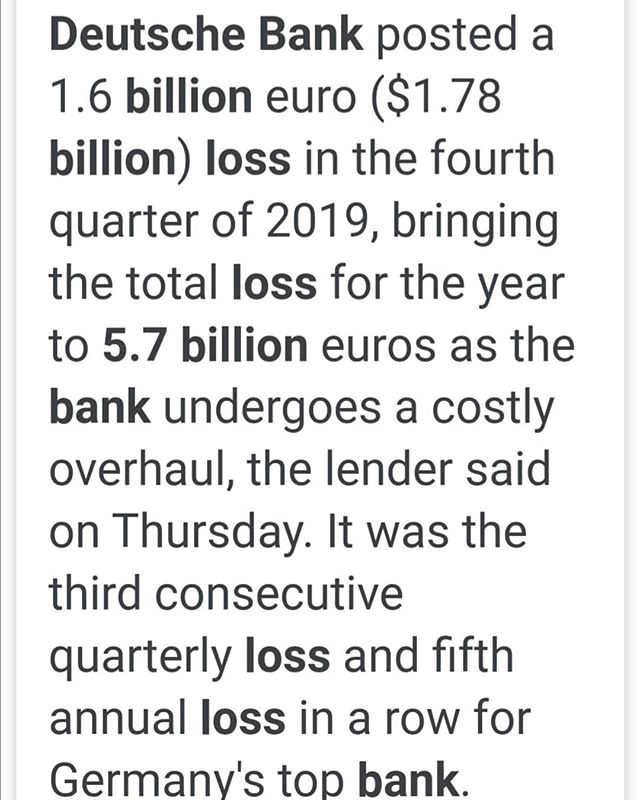 Deutsche Bank posted a
1.6 billion euro ($1.78
billion) loss in the fourth
quarter of 2019, bringing
the total loss for the year
to 5.7 billion euros as the
bank undergoes a costly
overhaul, the lender said
on Thursday. It was the
third consecutive
quarterly loss and fifth
annual loss in a row for
Germany's top bank.